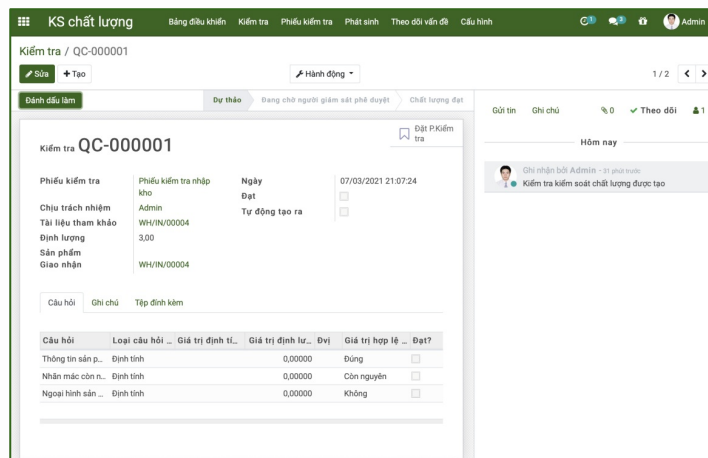 KS chất lượng Bảng điều khiển Kiểm tra Phiếu kiểm tra Phát sinh Theo dõi vấn đề Cấu hình 1 3 Admin
Kiểm tra / QC-000001
Sửa + Tạo Hành động 1 / 2
Đánh dấu làm Dự thảo Đang chờ người giám sát phê duyệt Chất lượng đạt
Gửi tin Ghi chú 0 Theo dõi 1
Đặt P.Kiểm
tra
Kiểm tra QC-000001
Hôm nay
Ghi nhận bởi Admin - 21 phút trước
Kiểm tra kiểm soát chất lượng được tạo
Phiếu kiểm tra Phiếu kiểm tra nhập
kho
Ngày 07/03/2021 21:07:24
Đạt
Chịu trách nhiệm Admin
Tự động tạo ra
Tài liệu tham khảo WH/IN/00004
Định lượng 3,00
Sản phẩm
Giao nhận WH/IN/00004
Câu hỏi Ghi chú Tệp đính kèm
Câu hỏi Loại câu hỏi ... Giá trị định tí... Giá trị định lư... Đvị Giá trị hợp lệ ... Đạt?
Thông tin sản p... Định tính 0,00000 Đúng
Nhãn mác còn n... Định tính 0,00000 Còn nguyên
Ngoại hình sản ... Định tính 0,00000 Không